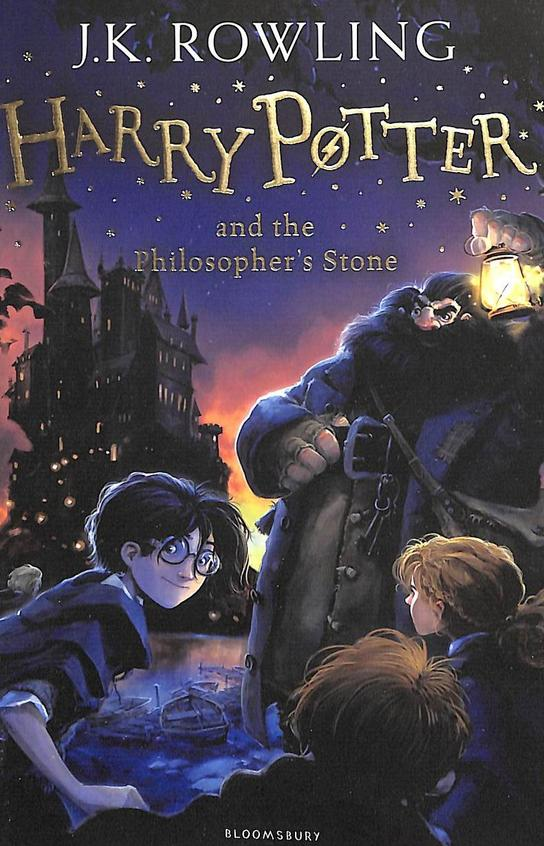 J.K. ROWLING
HARRY POTTER
and the
Philosopher's Stone
BLOOMSBURY